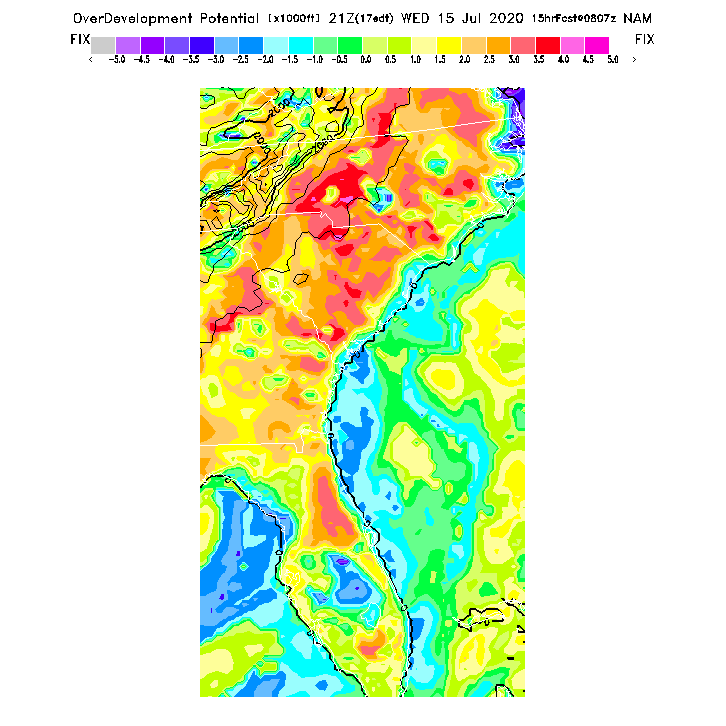 OverDevelopment Potential [x1000ft] 21Z(17edt) WED 15 Jul 2020 15hrFcst@0807z NAM
FIX FIX
< -5.0 -4.5 -4.0 -3.5 -3.0 -2.5 -2.0 -1.5 -1.0 -0.5 0.0 0.5 1.0 1.5 2.0 2.5 3.0 3.5 4.0 4.5 5.0 >
2000